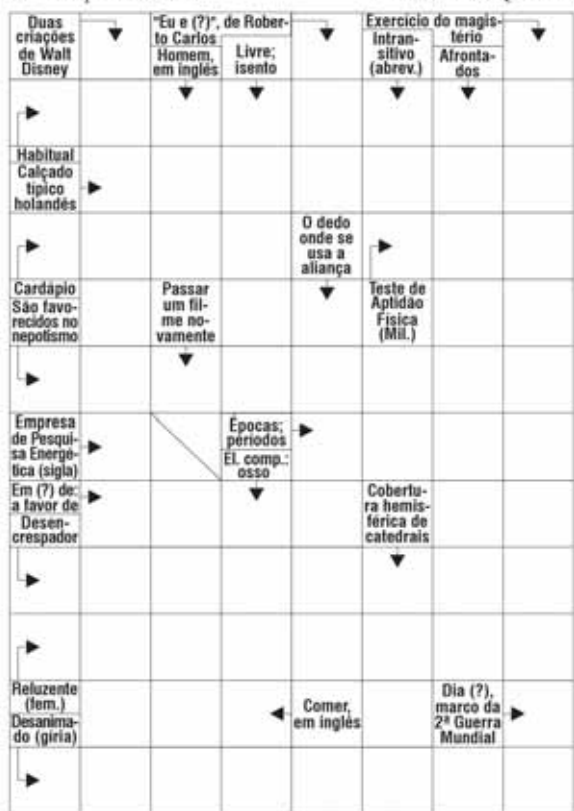 Duas
criações
de Walt
Disney
"Eu e (?)", de Rober-
to Carlos
Homem,
em inglês
Livre;
isento
Exercício do magis-
tério
Intran-
sitivo
(abrev.)
Afronta-
dos
Habitual
Calçado
típico
holandês
O dedo
onde se
usa a
aliança
Cardápio
São favo-
recidos no
nepotismo
Passar
um fil-
me no-
vamente
Teste de
Aptidão
Física
(Mil.)
Empresa
de Pesqui-
sa Energé-
tica (sigla)
Épocas;
períodos
El. comp.:
osso
Em (?) de:
a favor de
Desen-
crespador
Cobertu-
ra hemis-
férica de
catedrais
Reluzente
(fem.)
Desanima-
do (gíria)
Comer,
em inglês
Dia (?),
marco da
2ª Guerra
Mundial